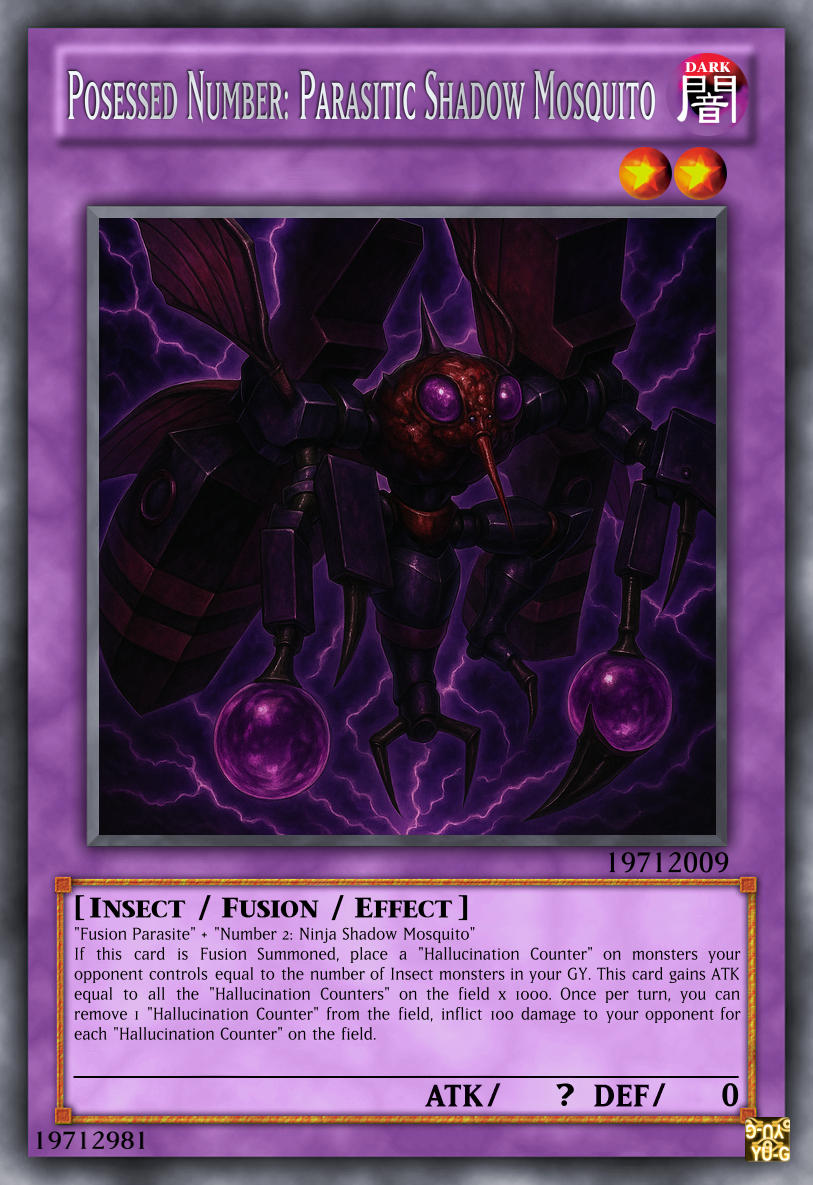 Posessed Number: Parasitic Shadow Mosquito
DARK
闇
19712009
[ Insect / Fusion / Effect ]
"Fusion Parasite" + "Number 2: Ninja Shadow Mosquito"
If this card is Fusion Summoned, place a "Hallucination Counter" on monsters your
opponent controls equal to the number of Insect monsters in your GY. This card gains ATK
equal to all the "Hallucination Counters" on the field x 1000. Once per turn, you can
remove 1 "Hallucination Counter" from the field, inflict 100 damage to your opponent for
each "Hallucination Counter" on the field.
ATK/ ? DEF/ 0
19712981